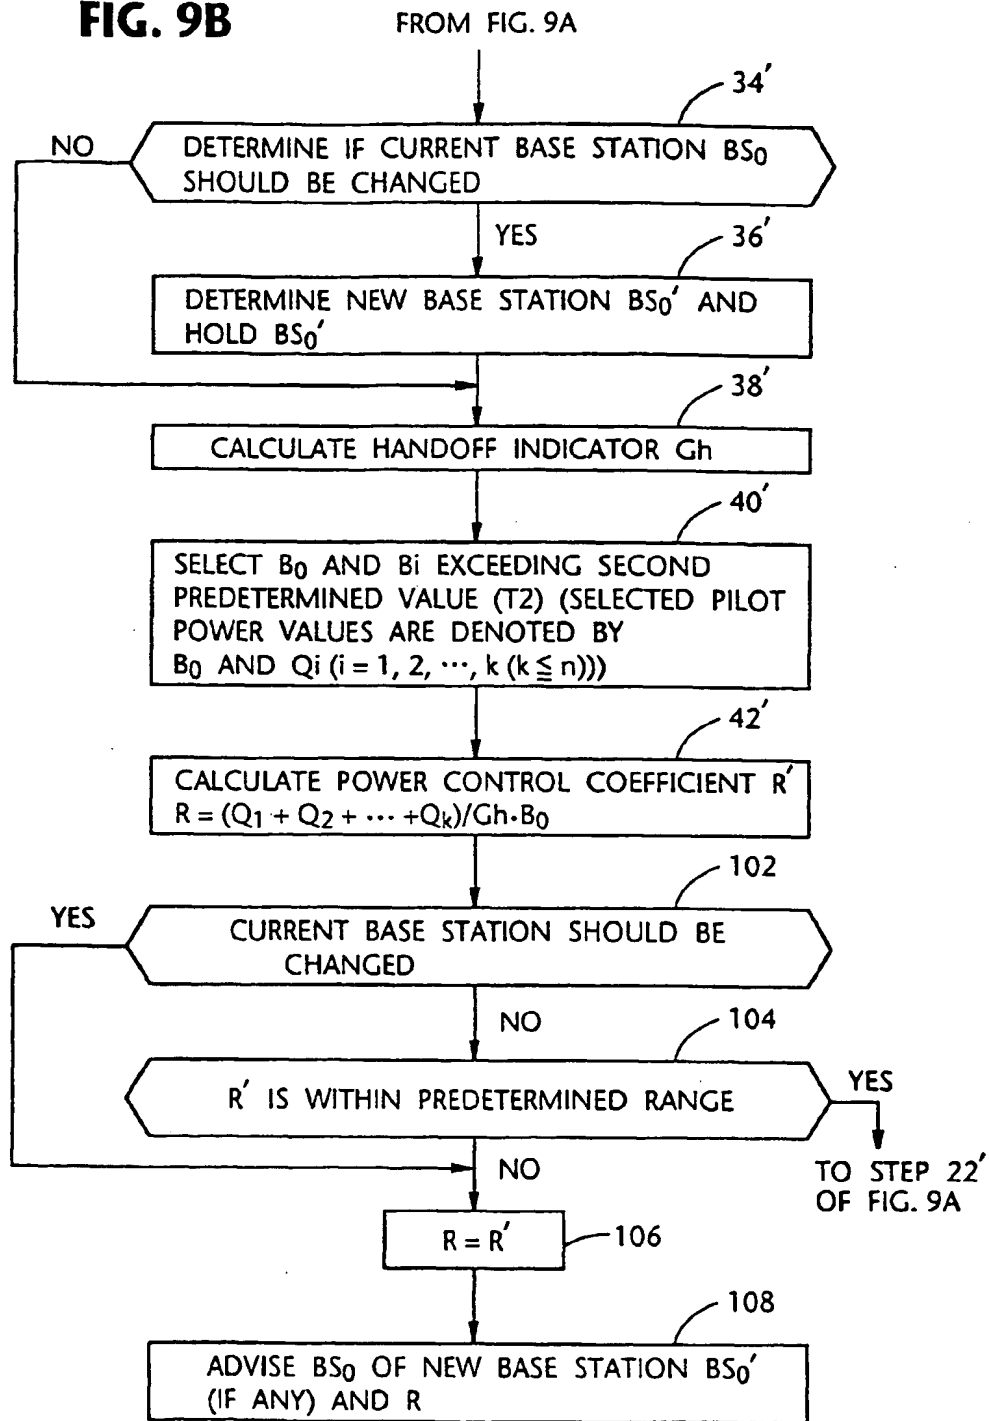 FIG. 9B
FROM FIG. 9A
34'
NO
DETERMINE IF CURRENT BASE STATION BS₀
SHOULD BE CHANGED
YES
36'
DETERMINE NEW BASE STATION BS₀' AND
HOLD BS₀'
38'
CALCULATE HANDOFF INDICATOR Gh
40'
SELECT B₀ AND Bi EXCEEDING SECOND
PREDETERMINED VALUE (T2) (SELECTED PILOT
POWER VALUES ARE DENOTED BY
B₀ AND Qi (i = 1, 2, ⋯, k (k ≦ n)))
42'
CALCULATE POWER CONTROL COEFFICIENT R'
R = (Q₁ + Q₂ + ⋯ +Qₖ)/Gh·B₀
102
YES
CURRENT BASE STATION SHOULD BE
CHANGED
NO
104
R' IS WITHIN PREDETERMINED RANGE
YES
TO STEP 22'
OF FIG. 9A
NO
R = R'
106
108
ADVISE BS₀ OF NEW BASE STATION BS₀'
(IF ANY) AND R